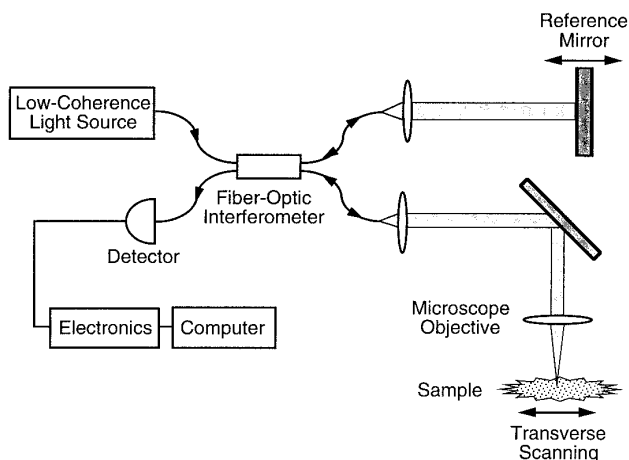 Reference
Mirror
Low-Coherence
Light Source
Fiber-Optic
Interferometer
Detector
Electronics
Computer
Microscope
Objective
Sample
Transverse
Scanning